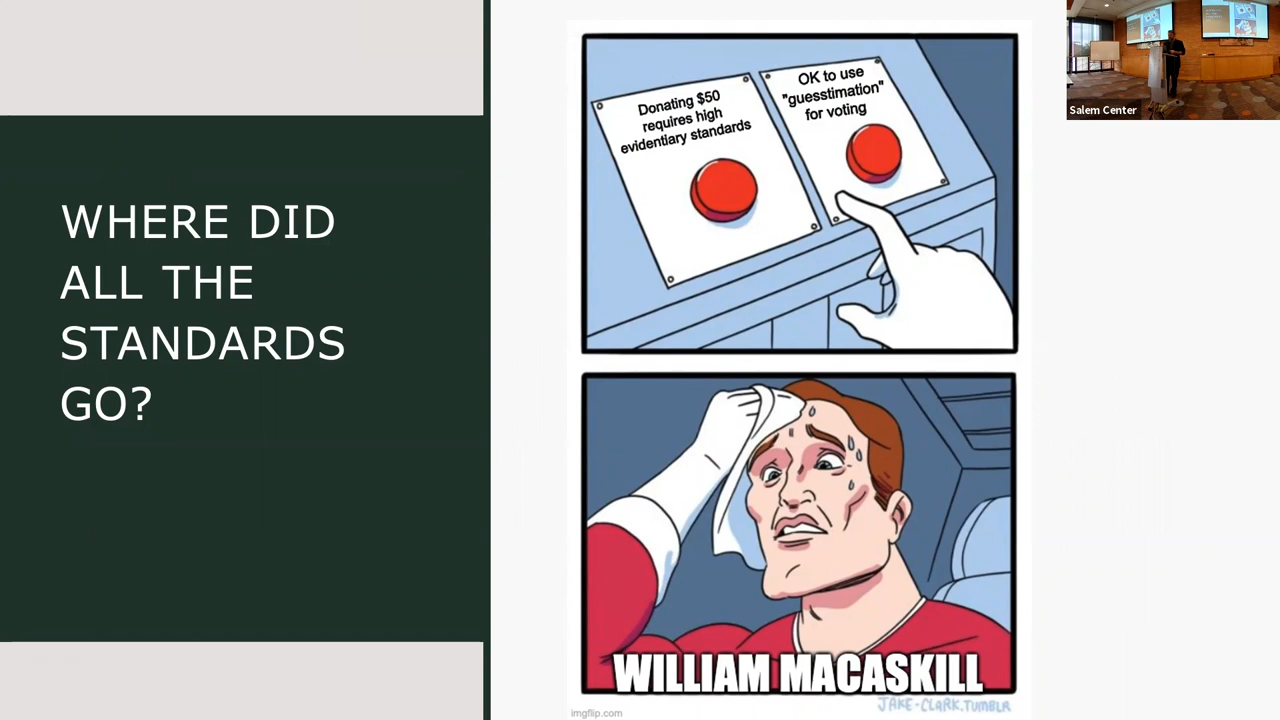 WHERE DID
ALL THE
STANDARDS
GO?
Donating $50
requires high
evidentiary standards
OK to use
"guesstimation"
for voting
WILLIAM MACASKILL
JAKE-CLARK.TUMBLR
imgflip.com
Salem Center